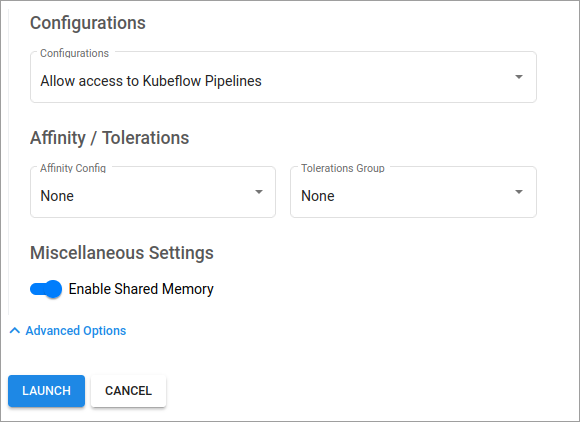 Configurations
Configurations
Allow access to Kubeflow Pipelines
Affinity / Tolerations
Affinity Config
Tolerations Group
None
None
Miscellaneous Settings
Enable Shared Memory
Advanced Options
LAUNCH
CANCEL